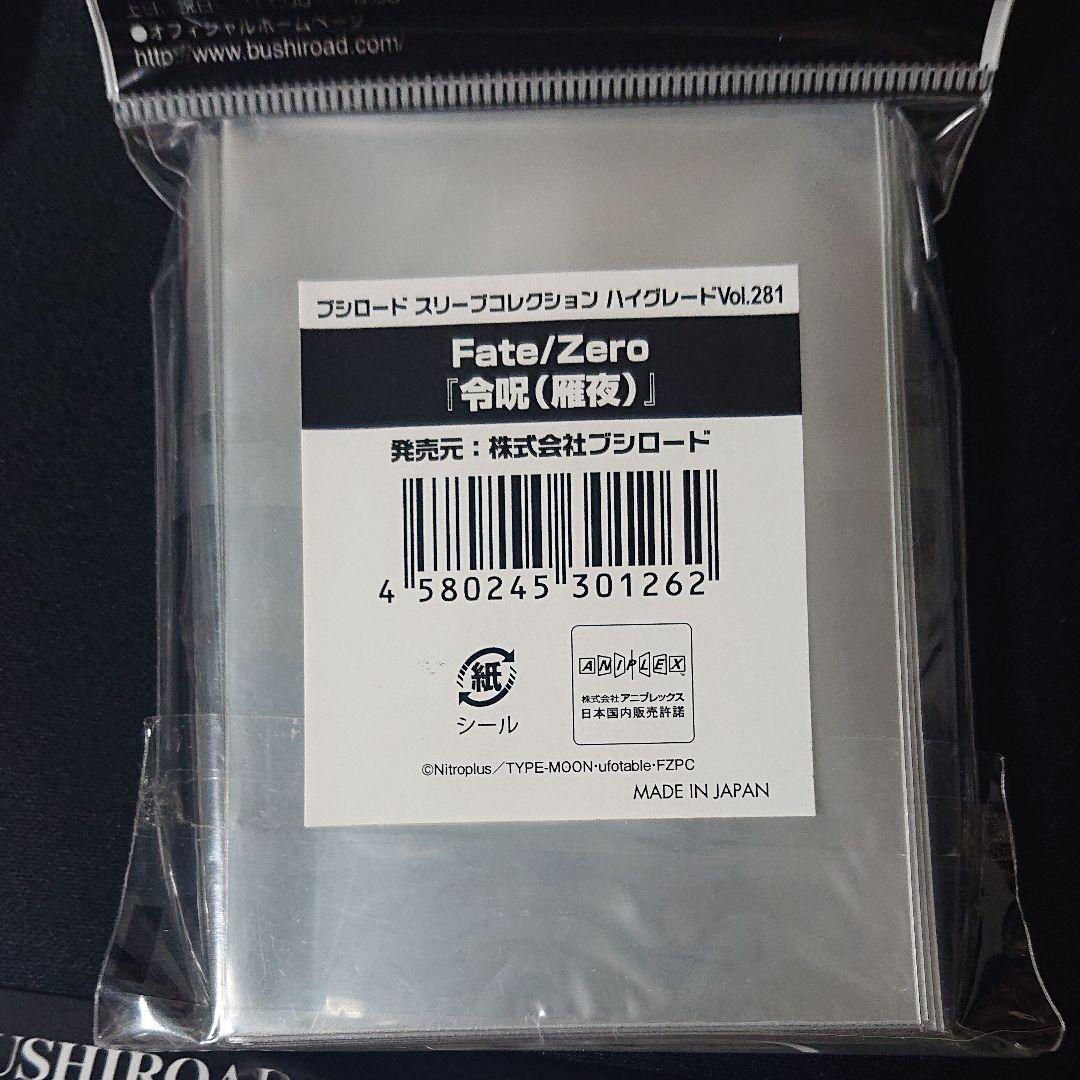 ●オフィシャルホームページ
http://www.bushiroad.com/
ブシロード スリーブコレクション ハイグレードVol.281
Fate/Zero
『令呪(雁夜)』
発売元：株式会社ブシロード
4 580245 301262
紙
シール
ANIPLEX
株式会社 アニプレックス
日本国内販売許諾
©Nitroplus／TYPE-MOON・ufotable・FZPC
MADE IN JAPAN
USHIROAD